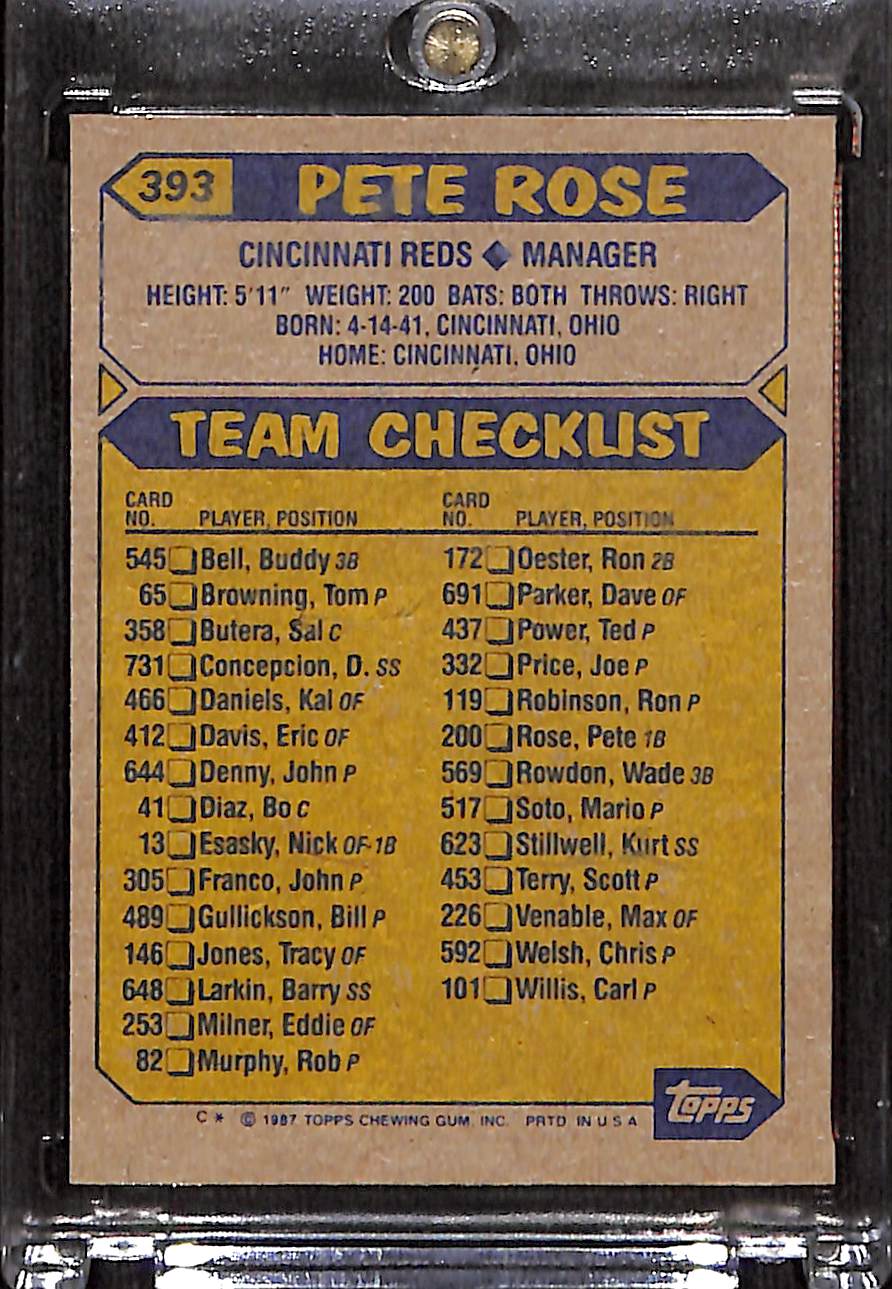 393 PETE ROSE
CINCINNATI REDS ◆ MANAGER
HEIGHT: 5'11" WEIGHT: 200 BATS: BOTH THROWS: RIGHT
BORN: 4-14-41, CINCINNATI, OHIO
HOME: CINCINNATI, OHIO
TEAM CHECKLIST
CARD
NO. PLAYER, POSITION
545 Bell, Buddy 3B
65 Browning, Tom P
358 Butera, Sal C
731 Concepcion, D. SS
466 Daniels, Kal OF
412 Davis, Eric OF
644 Denny, John P
41 Diaz, Bo C
13 Esasky, Nick OF-1B
305 Franco, John P
489 Gullickson, Bill P
146 Jones, Tracy OF
648 Larkin, Barry SS
253 Milner, Eddie OF
82 Murphy, Rob P
CARD
NO. PLAYER, POSITION
172 Oester, Ron 2B
691 Parker, Dave OF
437 Power, Ted P
332 Price, Joe P
119 Robinson, Ron P
200 Rose, Pete 1B
569 Rowdon, Wade 3B
517 Soto, Mario P
623 Stillwell, Kurt SS
453 Terry, Scott P
226 Venable, Max OF
592 Welsh, Chris P
101 Willis, Carl P
C * © 1987 TOPPS CHEWING GUM, INC. PRTD IN U S A
topps